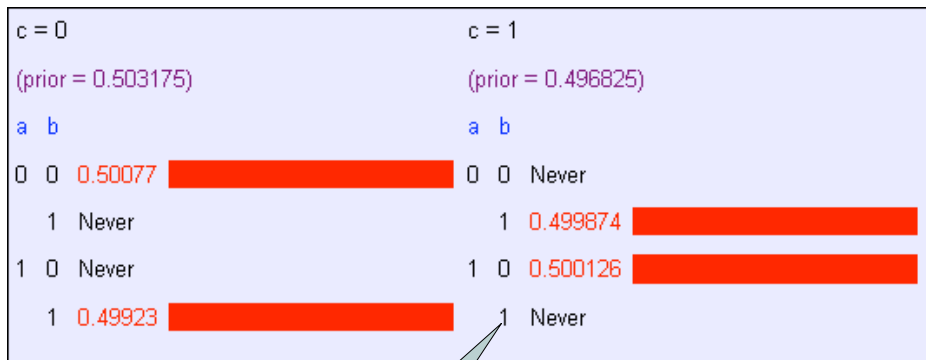 c = 0
(prior = 0.503175)
a b
0 0 0.50077
1 Never
1 0 Never
1 0.49923
c = 1
(prior = 0.496825)
a b
0 0 Never
1 0.499874
1 0 0.500126
1 Never